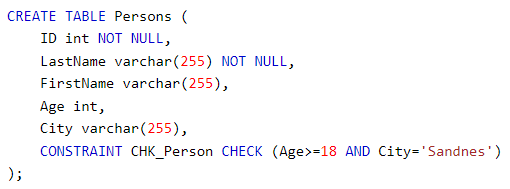 CREATE TABLE Persons (
    ID int NOT NULL,
    LastName varchar(255) NOT NULL,
    FirstName varchar(255),
    Age int,
    City varchar(255),
    CONSTRAINT CHK_Person CHECK (Age>=18 AND City='Sandnes')
);